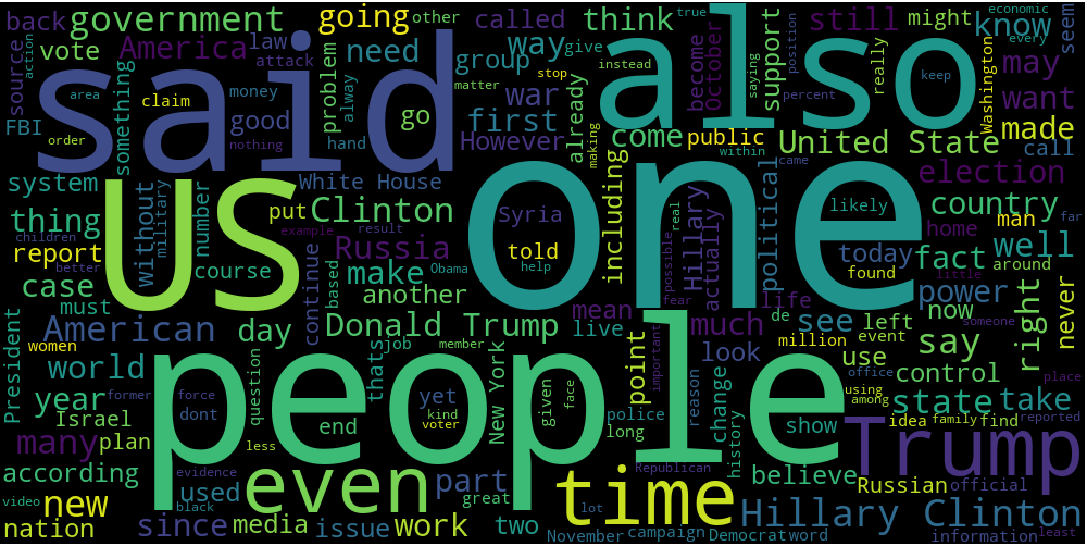 back government going other called think still might know economic every seem
source action vote America law need way give true
attack group become October position really may
said also
area claim something money problem alway go matter war stop instead saying support keep Washington want
FBI good hand first already making percent made
order nothing However come public within United State call
system White House including political came election
thing without military number put Clinton Syria told Hillary actually likely country man far
us one
children example result Russia real possible today home well
report course continue help found fact around
case must based Obama make mean life de power little never
better another
American day Donald Trump live much see left now someone right
President women thats job member point important look million event use say
world question New York change reason control office using among place
people
year former force dont yet kind voter given face police show state take
Israel less end long history idea family find reported
many plan Trump
according evidence even part Republican believe
video used great time Russian official
new black lot Hillary Clinton
nation since media issue work two November campaign Democrat word information least